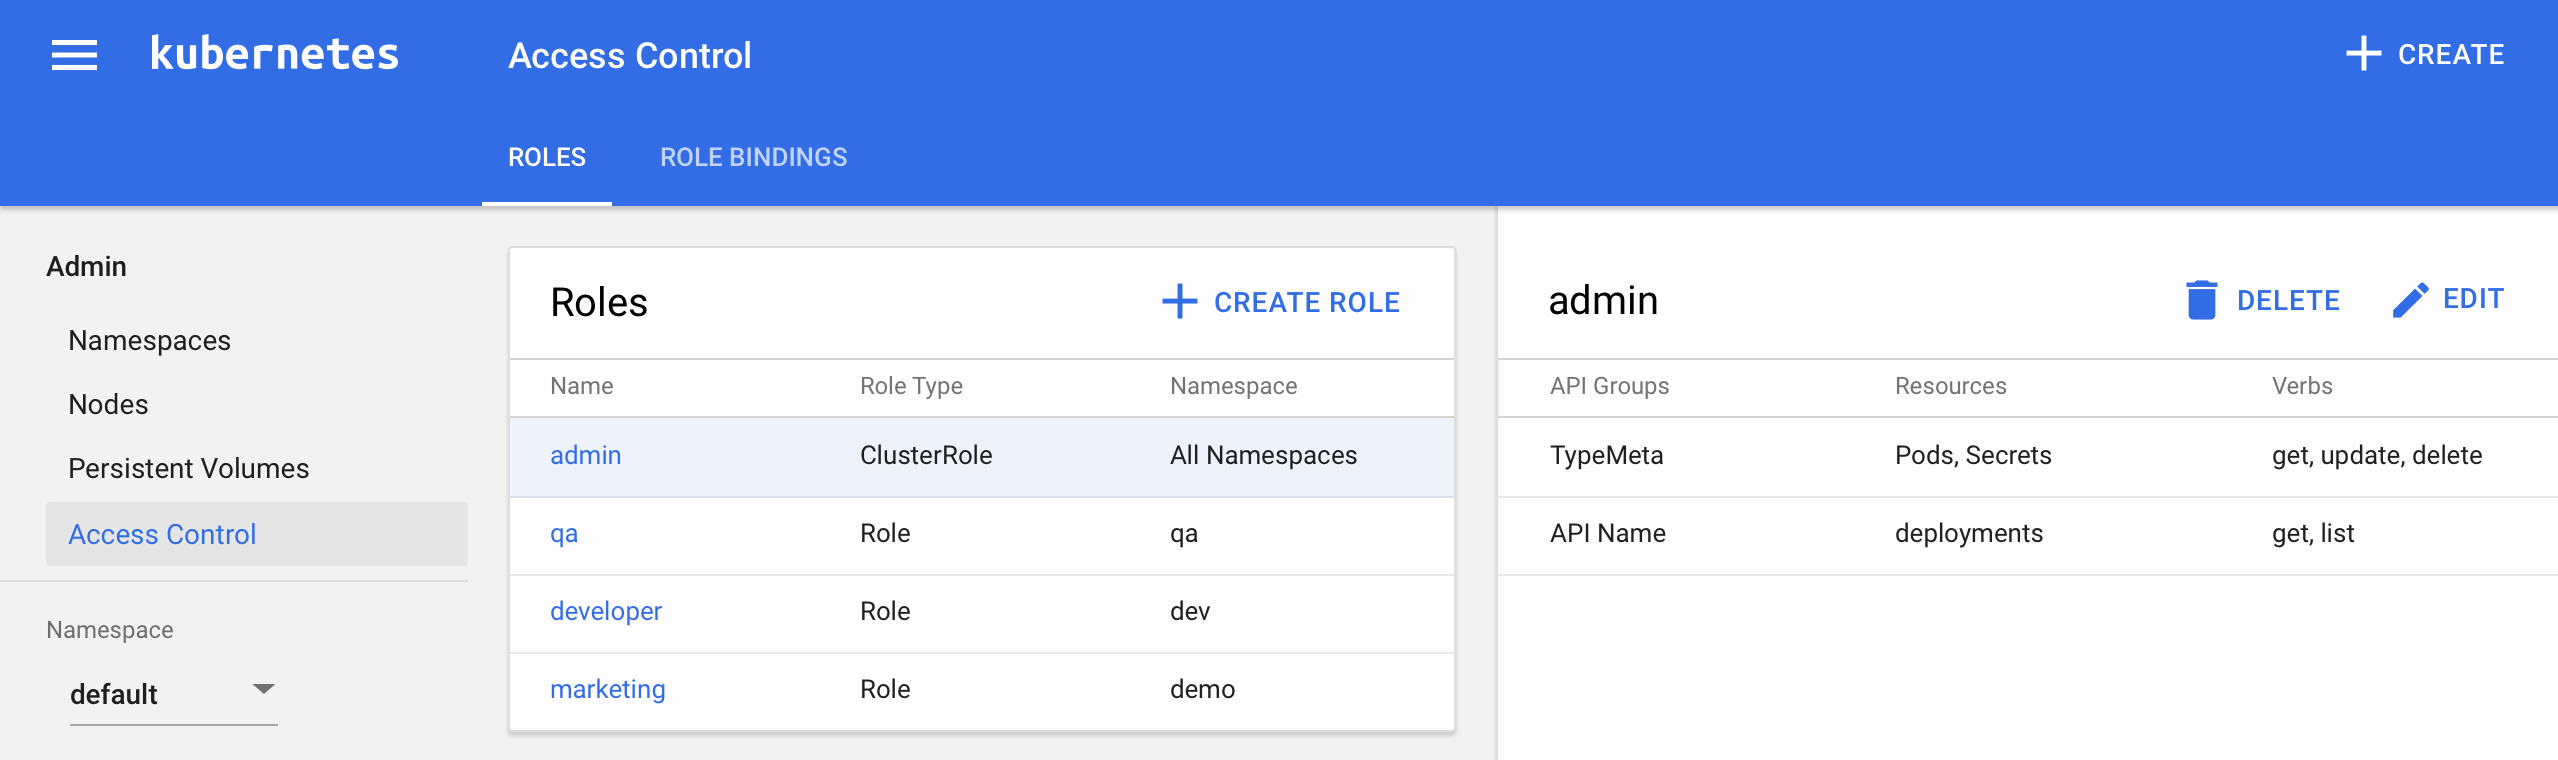 kubernetes
Access Control
CREATE
ROLES
ROLE BINDINGS
Admin
Namespaces
Nodes
Persistent Volumes
Access Control
Namespace
default
Roles
CREATE ROLE
Name Role Type Namespace
admin ClusterRole All Namespaces
qa Role qa
developer Role dev
marketing Role demo
admin
DELETE
EDIT
API Groups Resources Verbs
TypeMeta Pods, Secrets get, update, delete
API Name deployments get, list